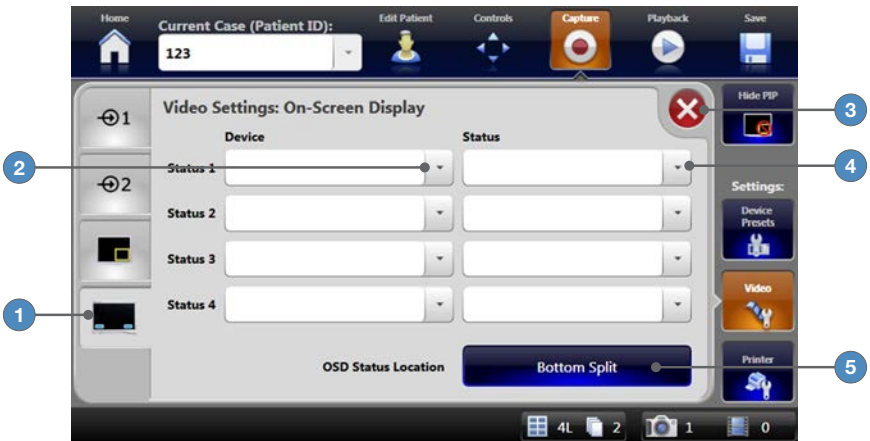 Home
Current Case (Patient ID):
123
Edit Patient
Controls
Capture
Playback
Save
1
Video Settings: On-Screen Display
Hide PIP
3
Device
Status
2
Status 1
4
2
Settings:
Status 2
Device
Presets
Status 3
Video
1
Status 4
OSD Status Location
Bottom Split
5
Printer
4L
2
1
0